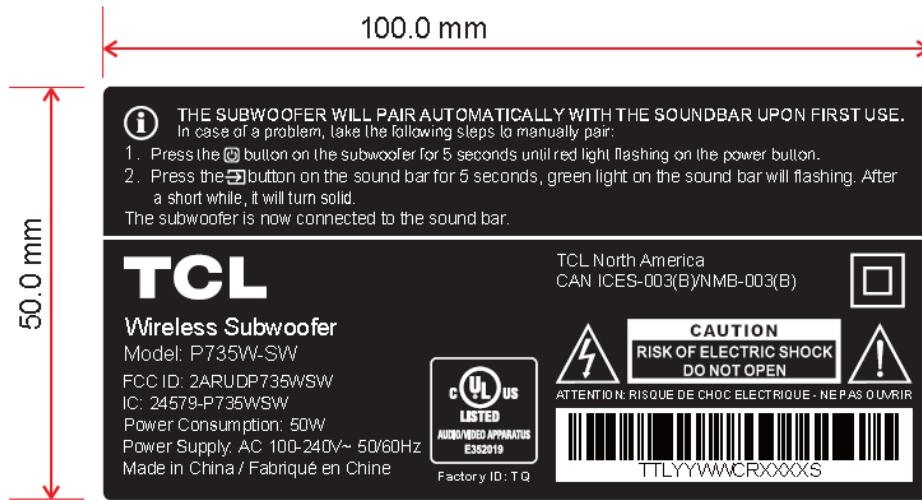 100.0 mm
50.0 mm
THE SUBWOOFER WILL PAIR AUTOMATICALLY WITH THE SOUNDBAR UPON FIRST USE.
In case of a problem, take the following steps to manually pair:
1. Press the button on the subwoofer for 5 seconds until red light flashing on the power button.
2. Press the button on the sound bar for 5 seconds, green light on the sound bar will flashing. After
a short while, it will turn solid.
The subwoofer is now connected to the sound bar.
TCL
Wireless Subwoofer
Model: P735W-SW
FCC ID: 2ARUDP735WSW
IC: 24579-P735WSW
Power Consumption: 50W
Power Supply: AC 100-240V~ 50/60Hz
Made in China / Fabriqué en Chine
C UL US
LISTED
AUDIO/VIDEO APPARATUS
E352019
Factory ID: TQ
TCL North America
CAN ICES-003(B)/NMB-003(B)
CAUTION
RISK OF ELECTRIC SHOCK
DO NOT OPEN
ATTENTION: RISQUE DE CHOC ELECTRIQUE - NE PAS OUVRIR
TTLYYWWCRXXXXS